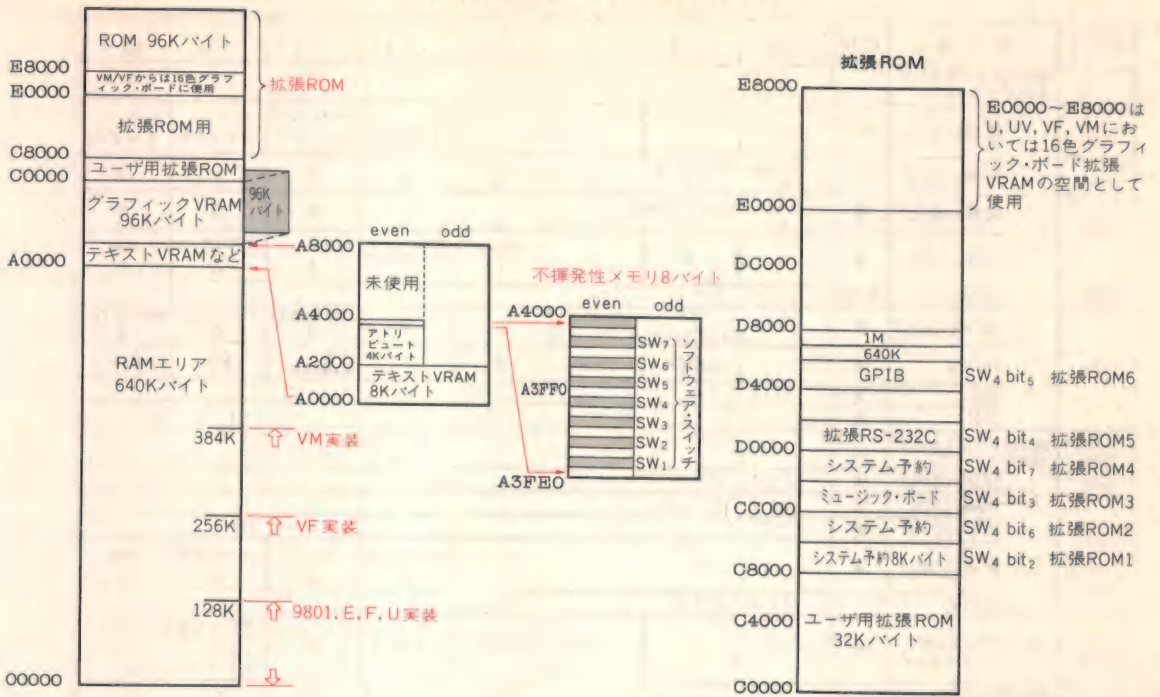 ROM 96Kバイト
E8000
VM/VFからは16色グラフ
ィック・ボードに使用
E0000
拡張ROM
拡張ROM用
C8000
ユーザ用拡張ROM
C0000
グラフィックVRAM
96Kバイト
96K
バイト
テキストVRAMなど
A0000
RAMエリア
640Kバイト
384K
VM実装
256K
VF実装
128K
9801.E.F.U実装
00000
even odd
A8000
未使用
A4000
アトリ
ビュート
4Kバイト
A2000
テキストVRAM
8Kバイト
A0000
不揮発性メモリ8バイト
even odd
A4000
SW7
SW6
SW5
A3FF0
SW4
SW3
SW2
SW1
ソフトウェア・スイッチ
A3FE0
拡張ROM
E8000
E0000～E8000は
U, UV, VF, VMにお
いては16色グラフィ
ック・ボード拡張
VRAMの空間として
使用
E0000
DC000
D8000
1M
640K
GPIB SW4 bit5 拡張ROM6
D4000
拡張RS-232C SW4 bit4 拡張ROM5
D0000
システム予約 SW4 bit7 拡張ROM4
ミュージック・ボード SW4 bit3 拡張ROM3
CC000
システム予約 SW4 bit6 拡張ROM2
システム予約8Kバイト SW4 bit2 拡張ROM1
C8000
C4000
ユーザ用拡張ROM
32Kバイト
C0000